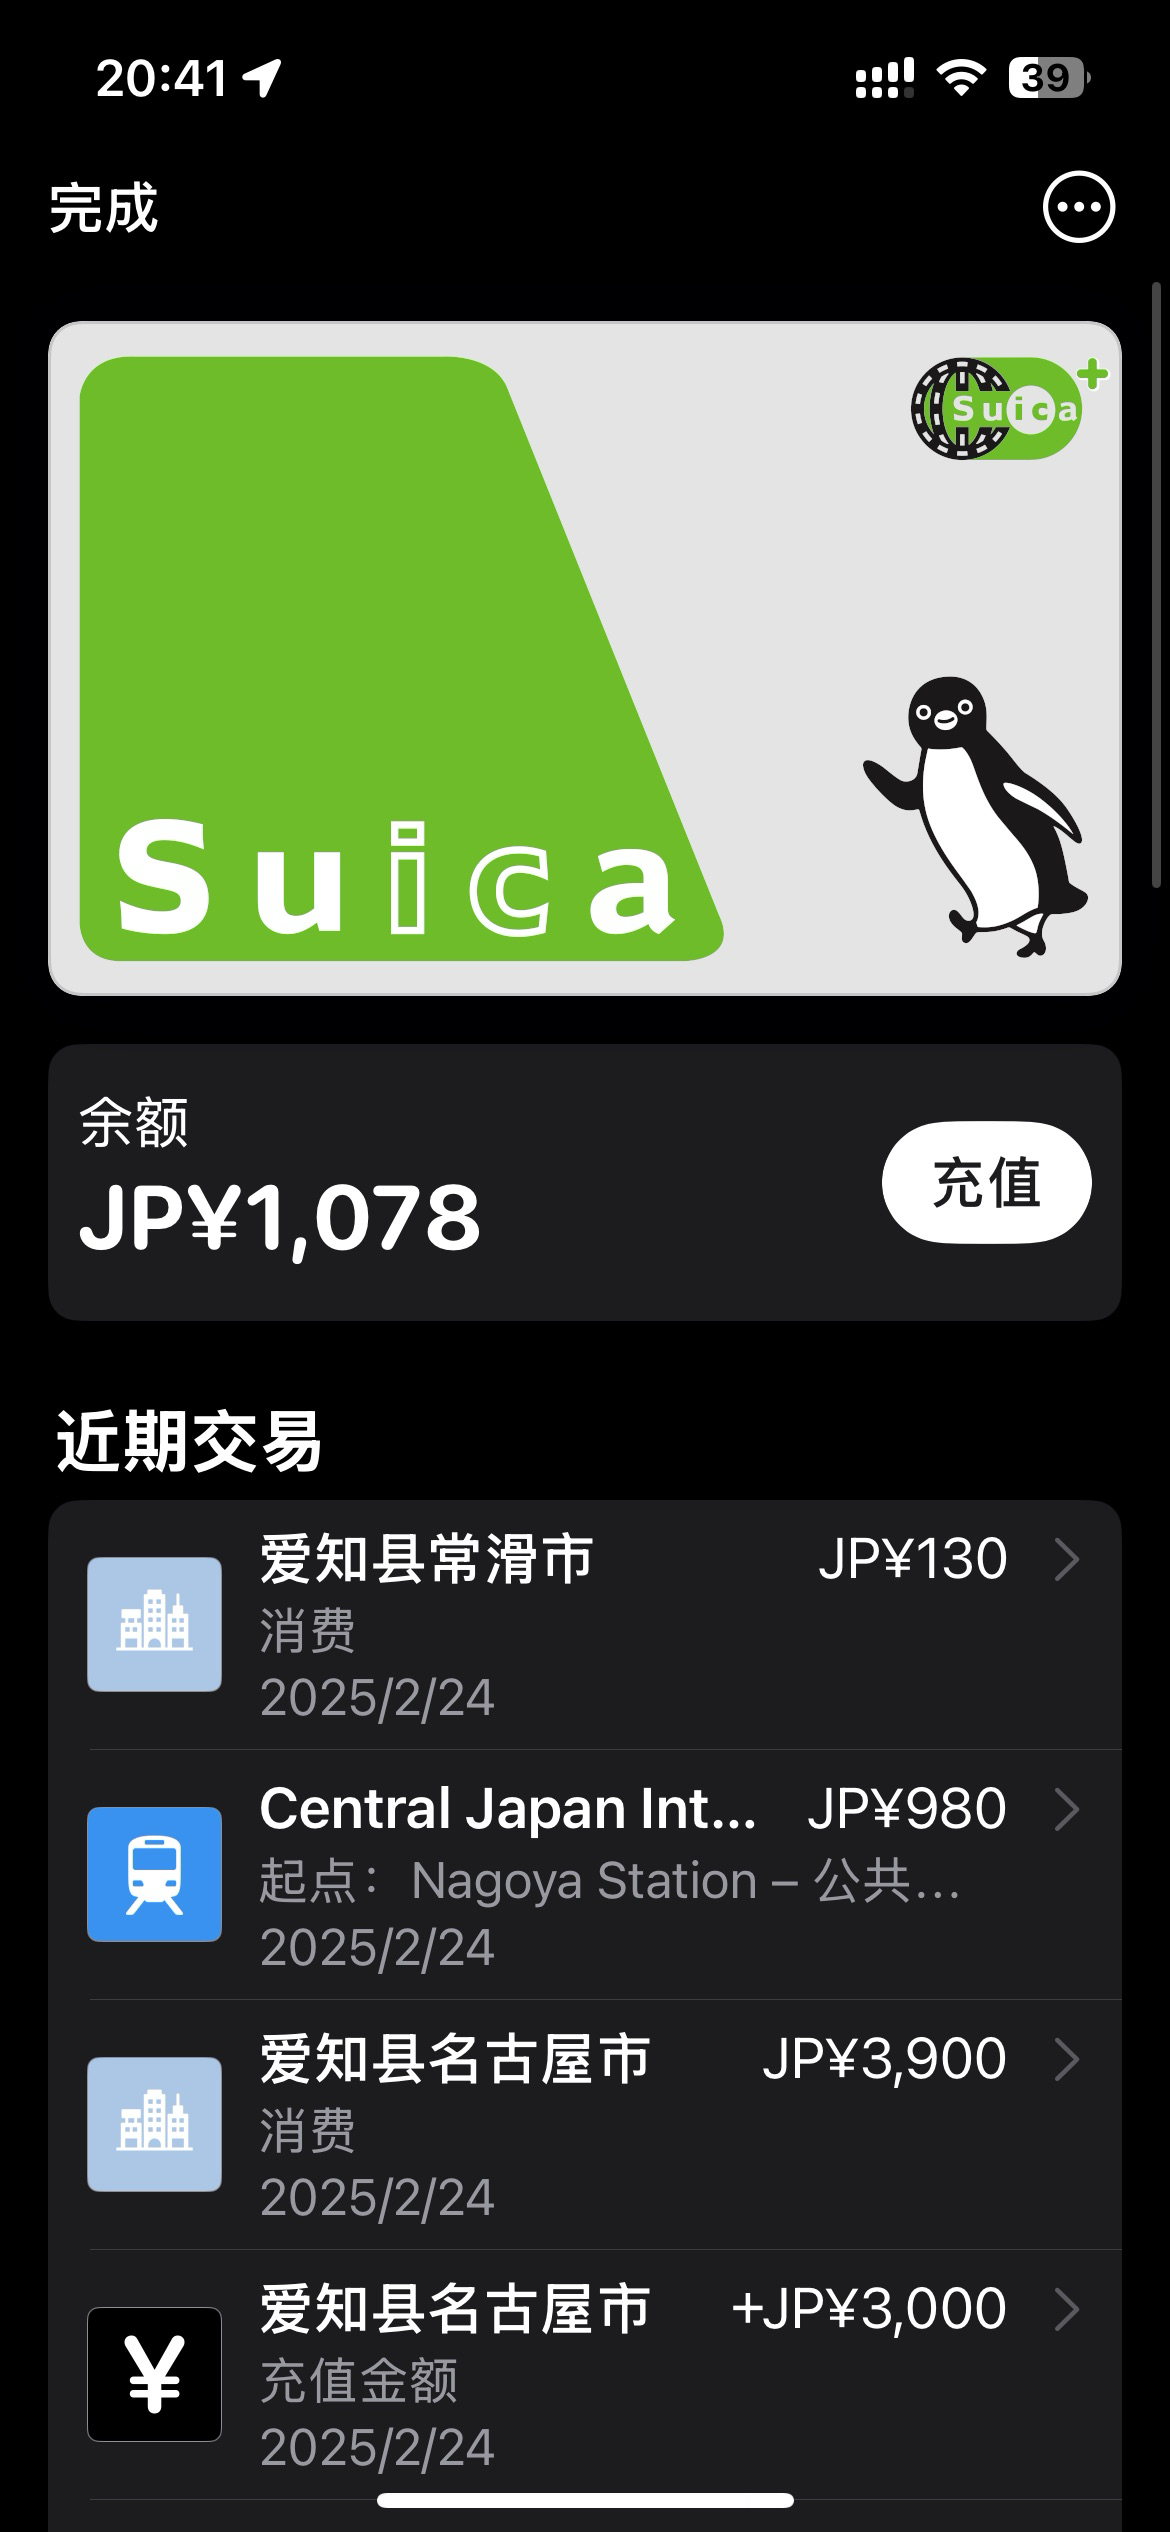 20:41
39
完成
Suica
Suica
余额
JP¥1,078
充值
近期交易
爱知县常滑市 JP¥130
消费
2025/2/24
Central Japan Int... JP¥980
起点：Nagoya Station – 公共...
2025/2/24
爱知县名古屋市 JP¥3,900
消费
2025/2/24
¥
爱知县名古屋市 +JP¥3,000
充值金额
2025/2/24